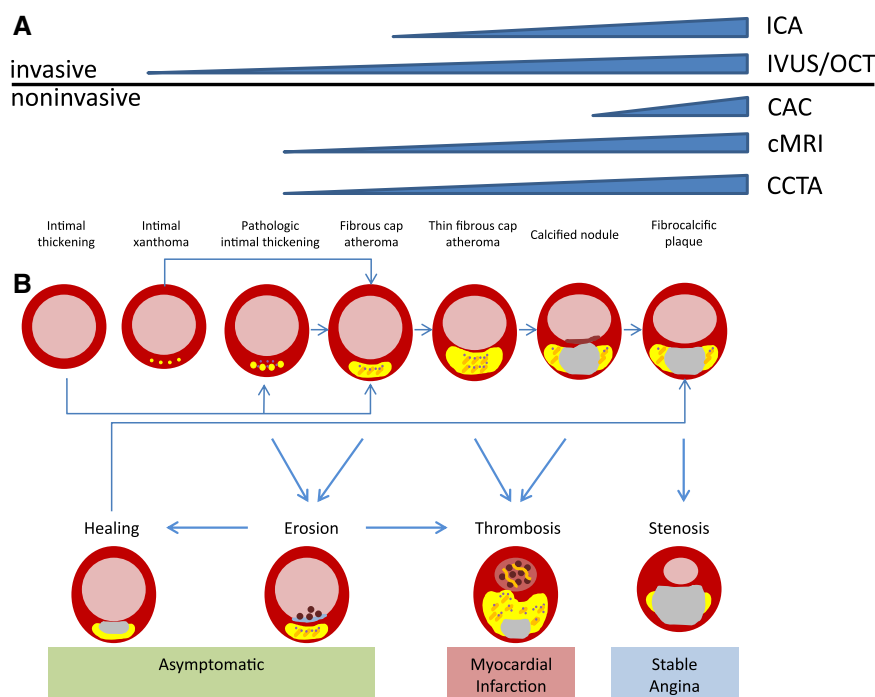 A
ICA
invasive
IVUS/OCT
noninvasive
CAC
cMRI
CCTA
Intimal
thickening
Intimal
xanthoma
Pathologic
intimal thickening
Fibrous cap
atheroma
Thin fibrous cap
atheroma
Calcified nodule
Fibrocalcific
plaque
B
Healing
Erosion
Thrombosis
Stenosis
Asymptomatic
Myocardial
Infarction
Stable
Angina